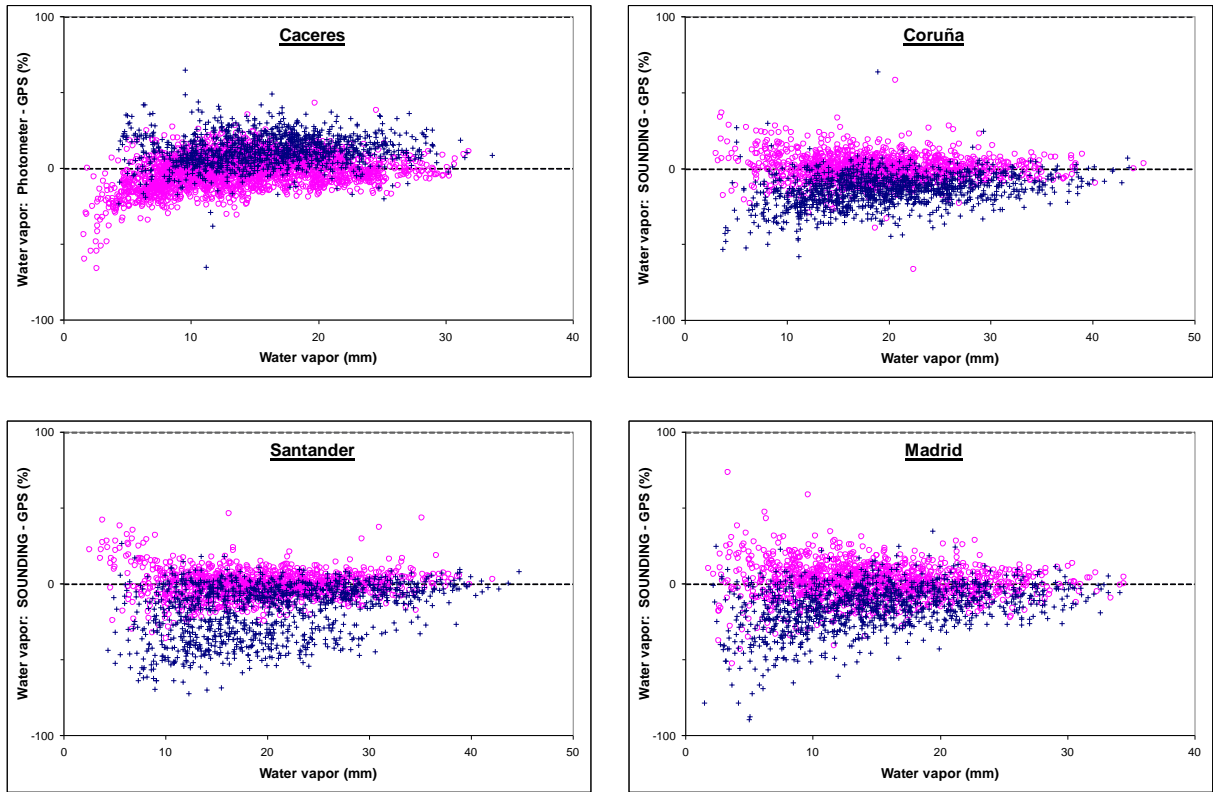 Caceres
Water vapor: Photometer - GPS (%)
100
0
-100
0 10 20 30 40
Water vapor (mm)
Coruña
Water vapor: SOUNDING - GPS (%)
100
0
-100
0 10 20 30 40 50
Water vapor (mm)
Santander
Water vapor: SOUNDING - GPS (%)
100
0
-100
0 10 20 30 40 50
Water vapor (mm)
Madrid
Water vapor: SOUNDING - GPS (%)
100
0
-100
0 10 20 30 40
Water vapor (mm)